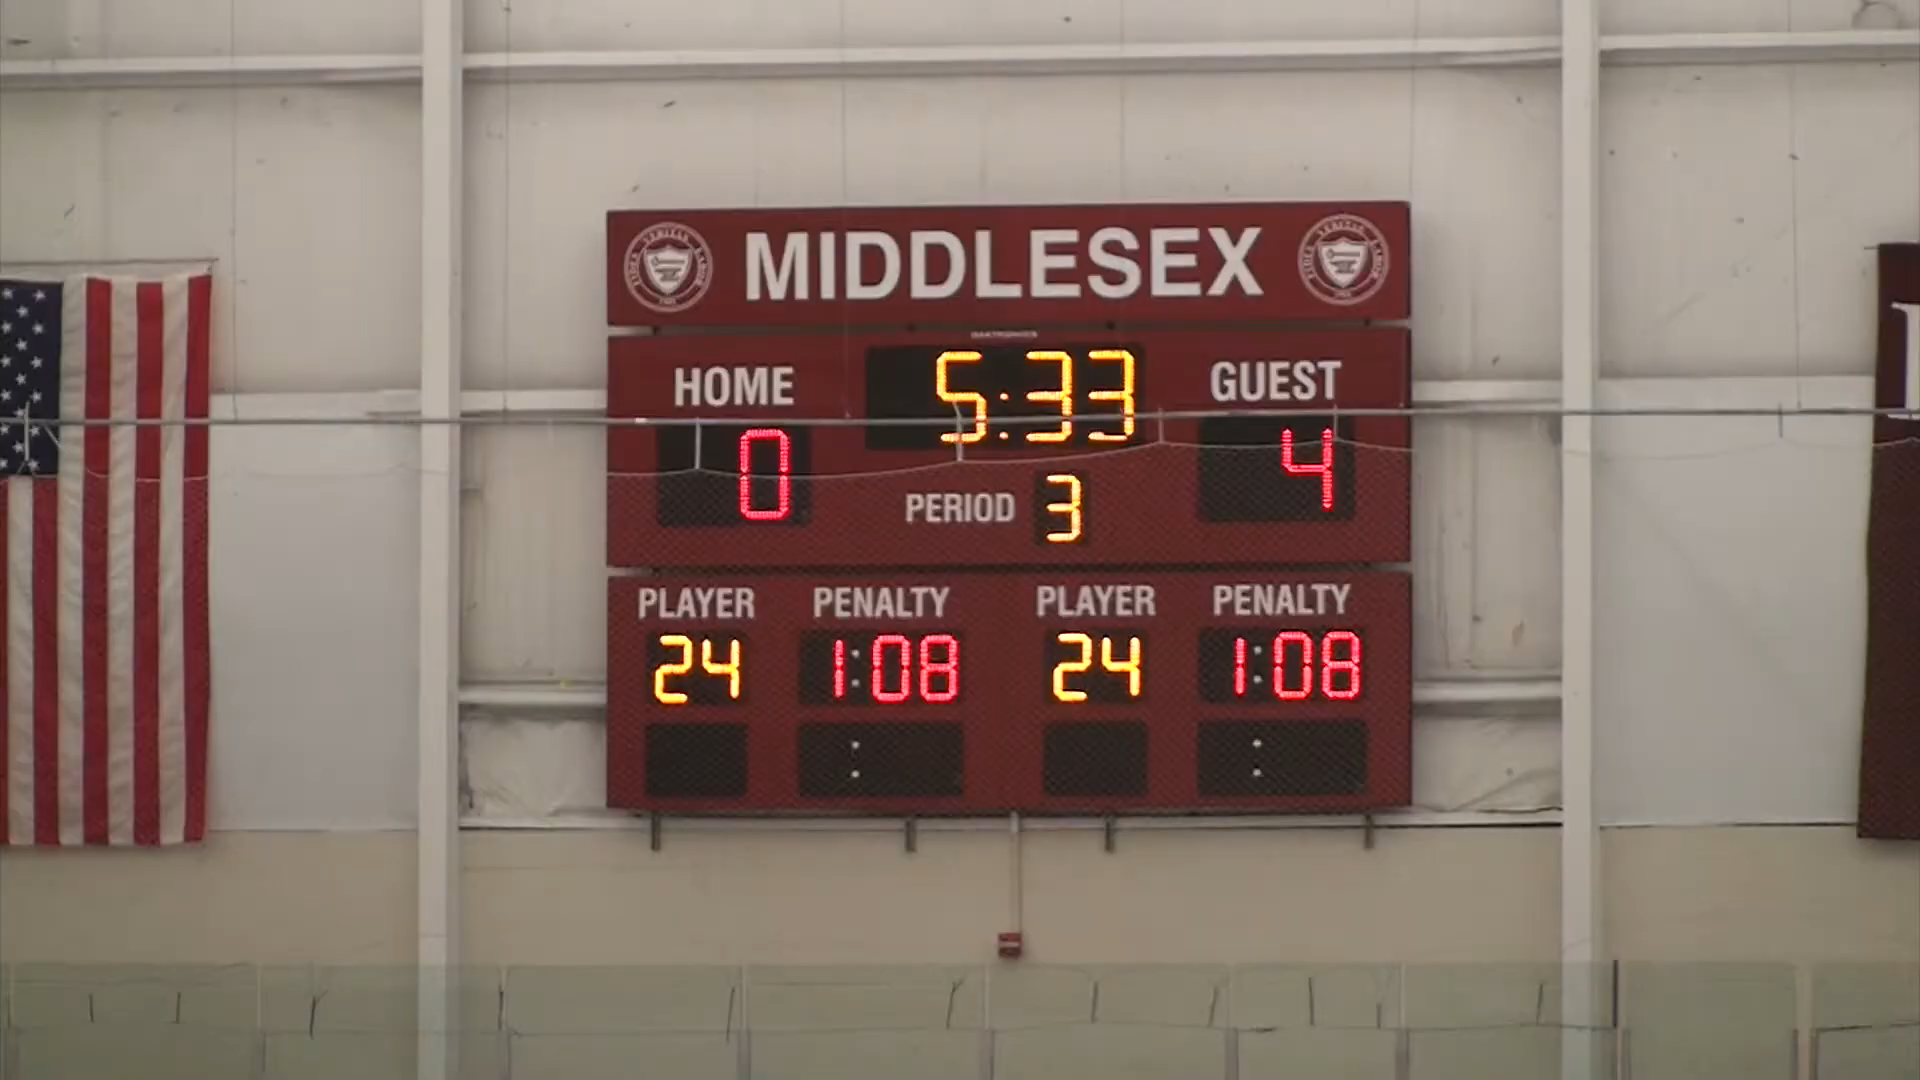 MIDDLESEX
5:33
HOME
GUEST
0
4
PERIOD 3
PLAYER PENALTY PLAYER PENALTY
24 1:08 24 1:08
: :